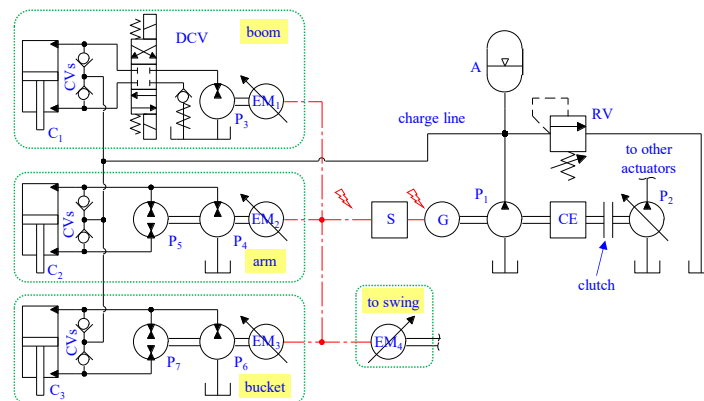 boom
DCV
CVs
C1
P3
EM1
A
RV
charge line
to other
actuators
CVs
C2
P5
P4
EM2
arm
S
G
P1
CE
P2
clutch
CVs
C3
P7
P6
EM3
bucket
to swing
EM4